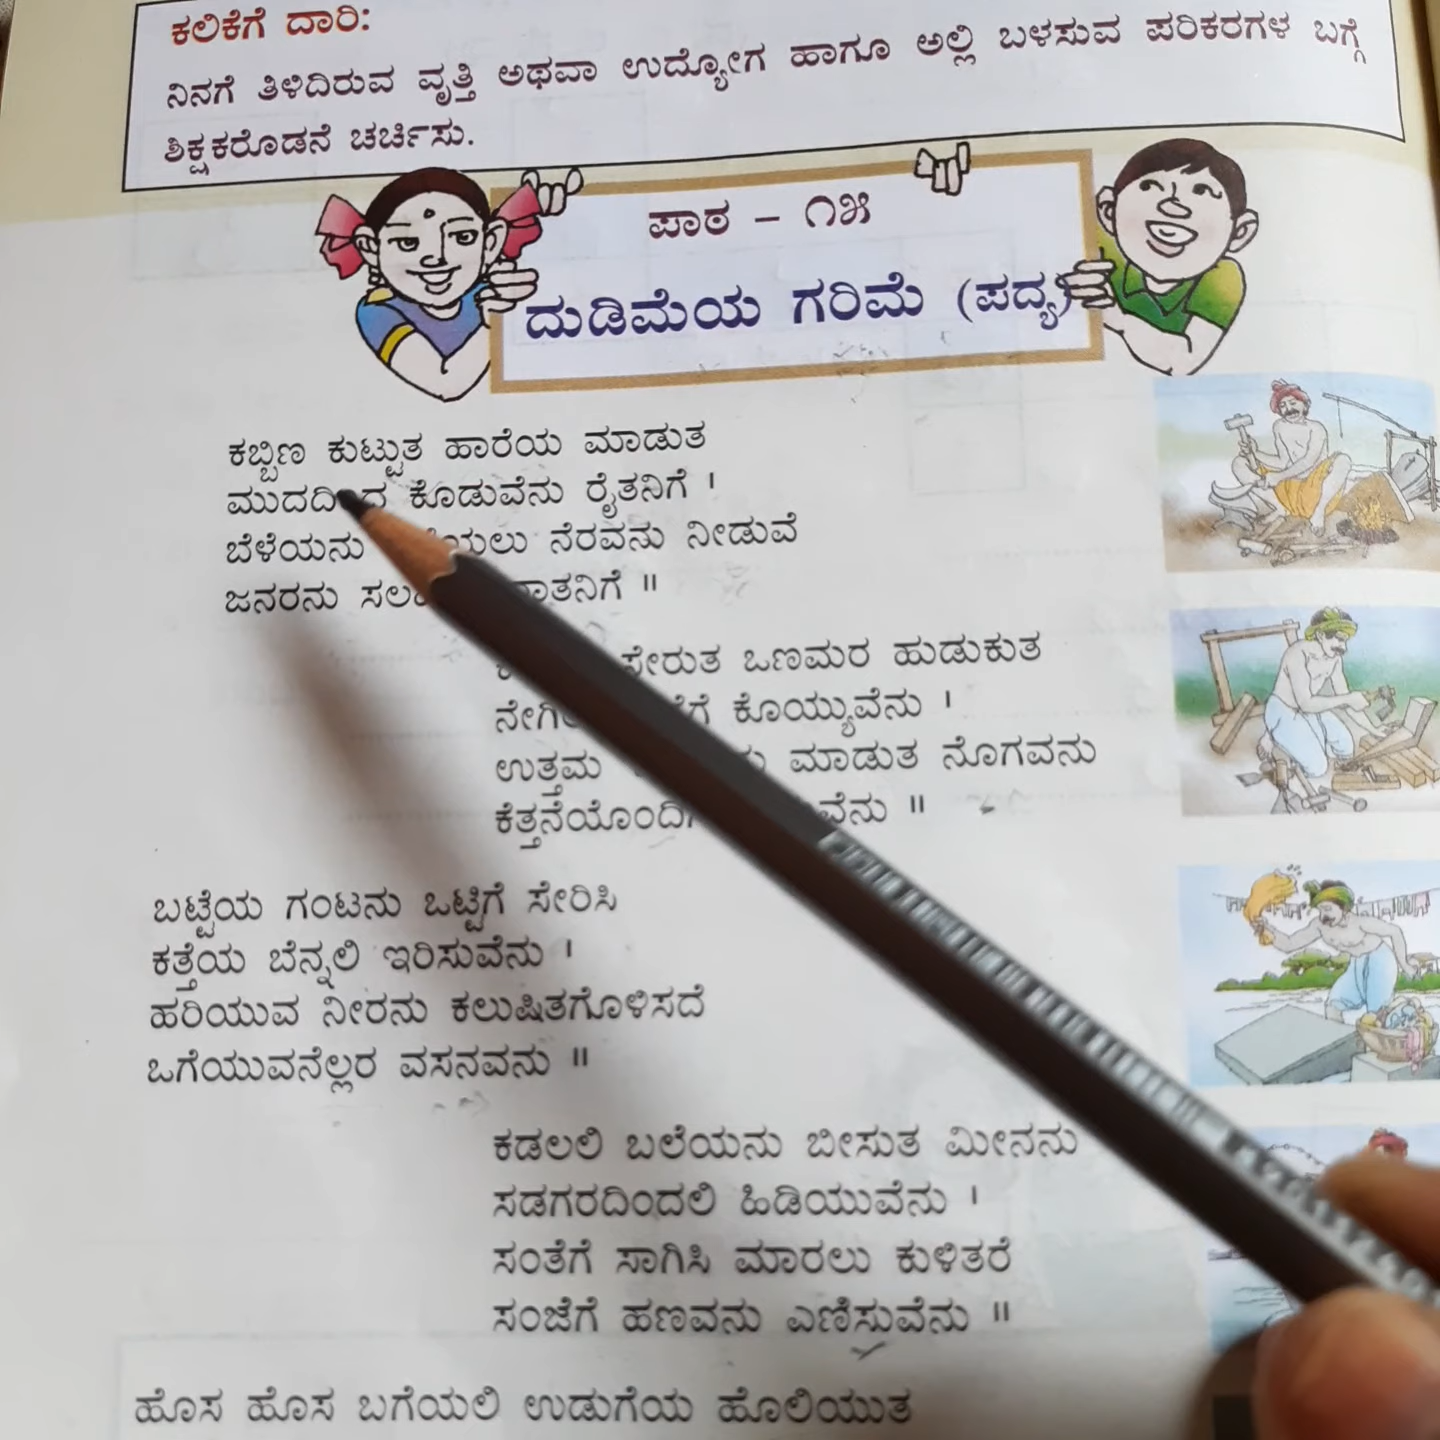 ಕಲಿಕೆಗೆ ದಾರಿ:
ನಿನಗೆ ತಿಳಿದಿರುವ ವೃತ್ತಿ ಅಥವಾ ಉದ್ಯೋಗ ಹಾಗೂ ಅಲ್ಲಿ ಬಳಸುವ ಪರಿಕರಗಳ ಬಗ್ಗೆ
ಶಿಕ್ಷಕರೊಡನೆ ಚರ್ಚಿಸು.
ಪಾಠ – ೧೫
ದುಡಿಮೆಯ ಗರಿಮೆ (ಪದ್ಯ)
ಕಬ್ಬಿಣ ಕುಟ್ಟುತ ಹಾರೆಯ ಮಾಡುತ
ಮುದದಿಂದ ಕೊಡುವೆನು ರೈತನಿಗೆ ।
ಬೆಳೆಯನು ನೆರವನು ನೀಡುವೆ
ಜನರನು ॥
ಸೇರುತ ಒಣಮರ ಹುಡುಕುತ
ಕೊಯ್ಯುವೆನು ।
ಉತ್ತಮ ಮಾಡುತ ನೊಗವನು
॥
ಬಟ್ಟೆಯ ಗಂಟನು ಒಟ್ಟಿಗೆ ಸೇರಿಸಿ
ಕತ್ತೆಯ ಬೆನ್ನಲಿ ಇರಿಸುವೆನು ।
ಹರಿಯುವ ನೀರನು ಕಲುಷಿತಗೊಳಿಸದೆ
ಒಗೆಯುವನೆಲ್ಲರ ವಸನವನು ॥
ಕಡಲಲಿ ಬಲೆಯನು ಬೀಸುತ ಮೀನನು
ಸಡಗರದಿಂದಲಿ ಹಿಡಿಯುವೆನು ।
ಸಂತೆಗೆ ಸಾಗಿಸಿ ಮಾರಲು ಕುಳಿತರೆ
ಸಂಜೆಗೆ ಹಣವನು ಎಣಿಸುವೆನು ॥
ಹೊಸ ಹೊಸ ಬಗೆಯಲಿ ಉಡುಗೆಯ ಹೊಲಿಯುತ